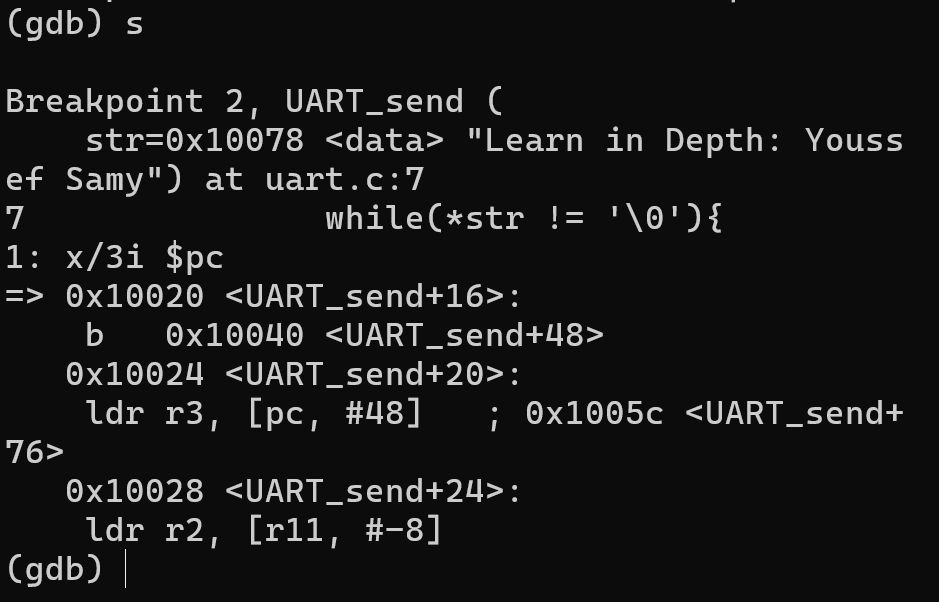 (gdb) s
Breakpoint 2, UART_send (
    str=0x10078 <data> "Learn in Depth: Youss
ef Samy") at uart.c:7
7               while(*str != '\0'){
1: x/3i $pc
=> 0x10020 <UART_send+16>:
    b   0x10040 <UART_send+48>
   0x10024 <UART_send+20>:
    ldr r3, [pc, #48]   ; 0x1005c <UART_send+
76>
   0x10028 <UART_send+24>:
    ldr r2, [r11, #-8]
(gdb)